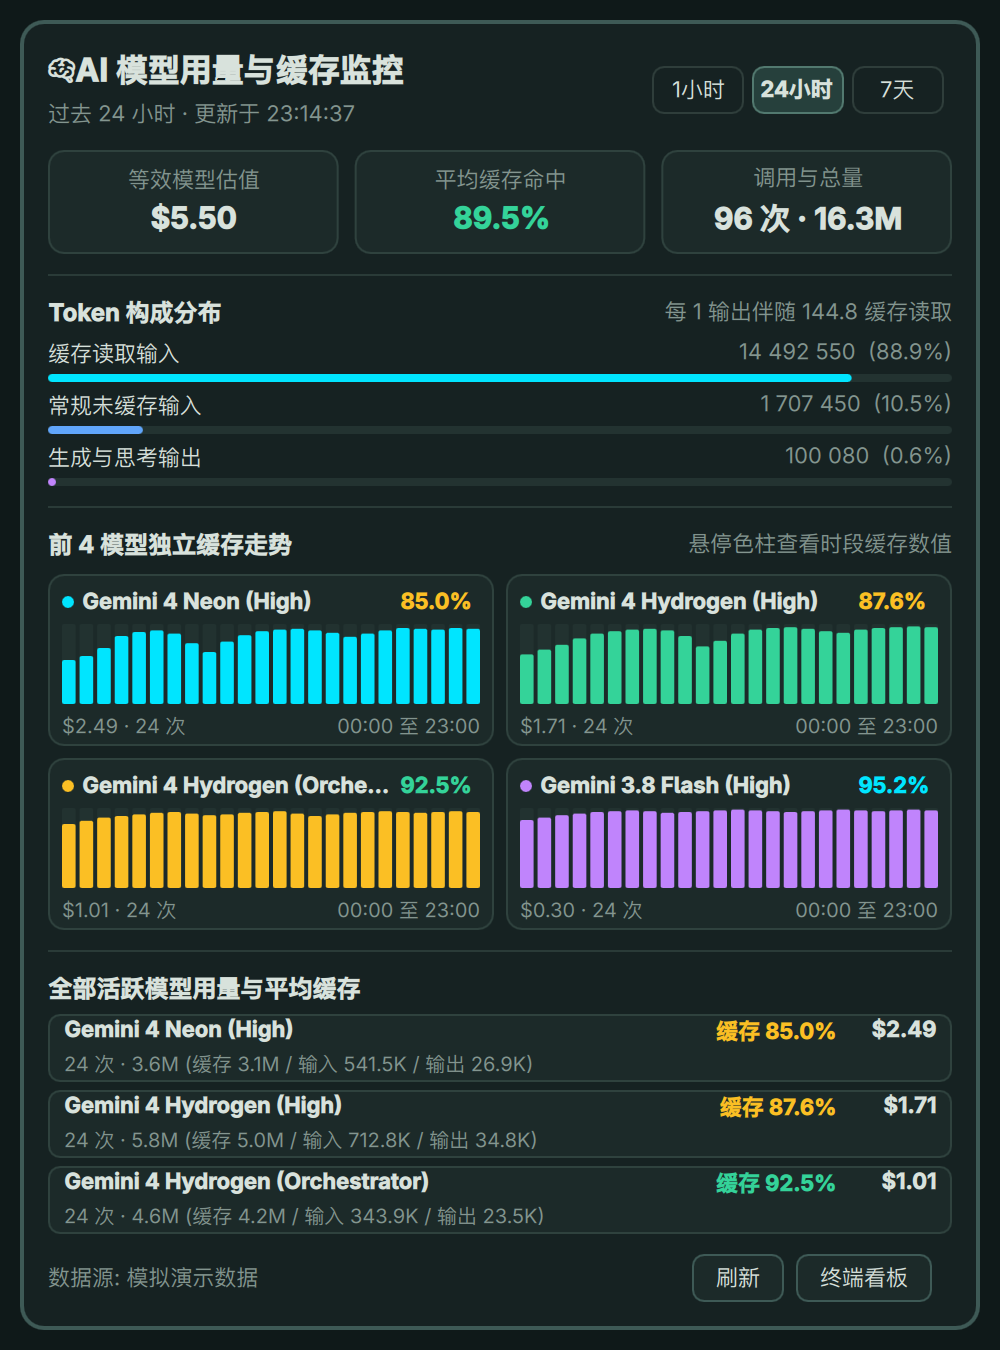 AI 模型用量与缓存监控
过去 24 小时 · 更新于 23:14:37
1小时
24小时
7天
等效模型估值
$5.50
平均缓存命中
89.5%
调用与总量
96 次 · 16.3M
Token 构成分布
每 1 输出伴随 144.8 缓存读取
缓存读取输入
14 492 550 (88.9%)
常规未缓存输入
1 707 450 (10.5%)
生成与思考输出
100 080 (0.6%)
前 4 模型独立缓存走势
悬停色柱查看时段缓存数值
Gemini 4 Neon (High)
85.0%
$2.49 · 24 次
00:00 至 23:00
Gemini 4 Hydrogen (High)
87.6%
$1.71 · 24 次
00:00 至 23:00
Gemini 4 Hydrogen (Orche...
92.5%
$1.01 · 24 次
00:00 至 23:00
Gemini 3.8 Flash (High)
95.2%
$0.30 · 24 次
00:00 至 23:00
全部活跃模型用量与平均缓存
Gemini 4 Neon (High)
缓存 85.0%
$2.49
24 次 · 3.6M (缓存 3.1M / 输入 541.5K / 输出 26.9K)
Gemini 4 Hydrogen (High)
缓存 87.6%
$1.71
24 次 · 5.8M (缓存 5.0M / 输入 712.8K / 输出 34.8K)
Gemini 4 Hydrogen (Orchestrator)
缓存 92.5%
$1.01
24 次 · 4.6M (缓存 4.2M / 输入 343.9K / 输出 23.5K)
数据源: 模拟演示数据
刷新
终端看板